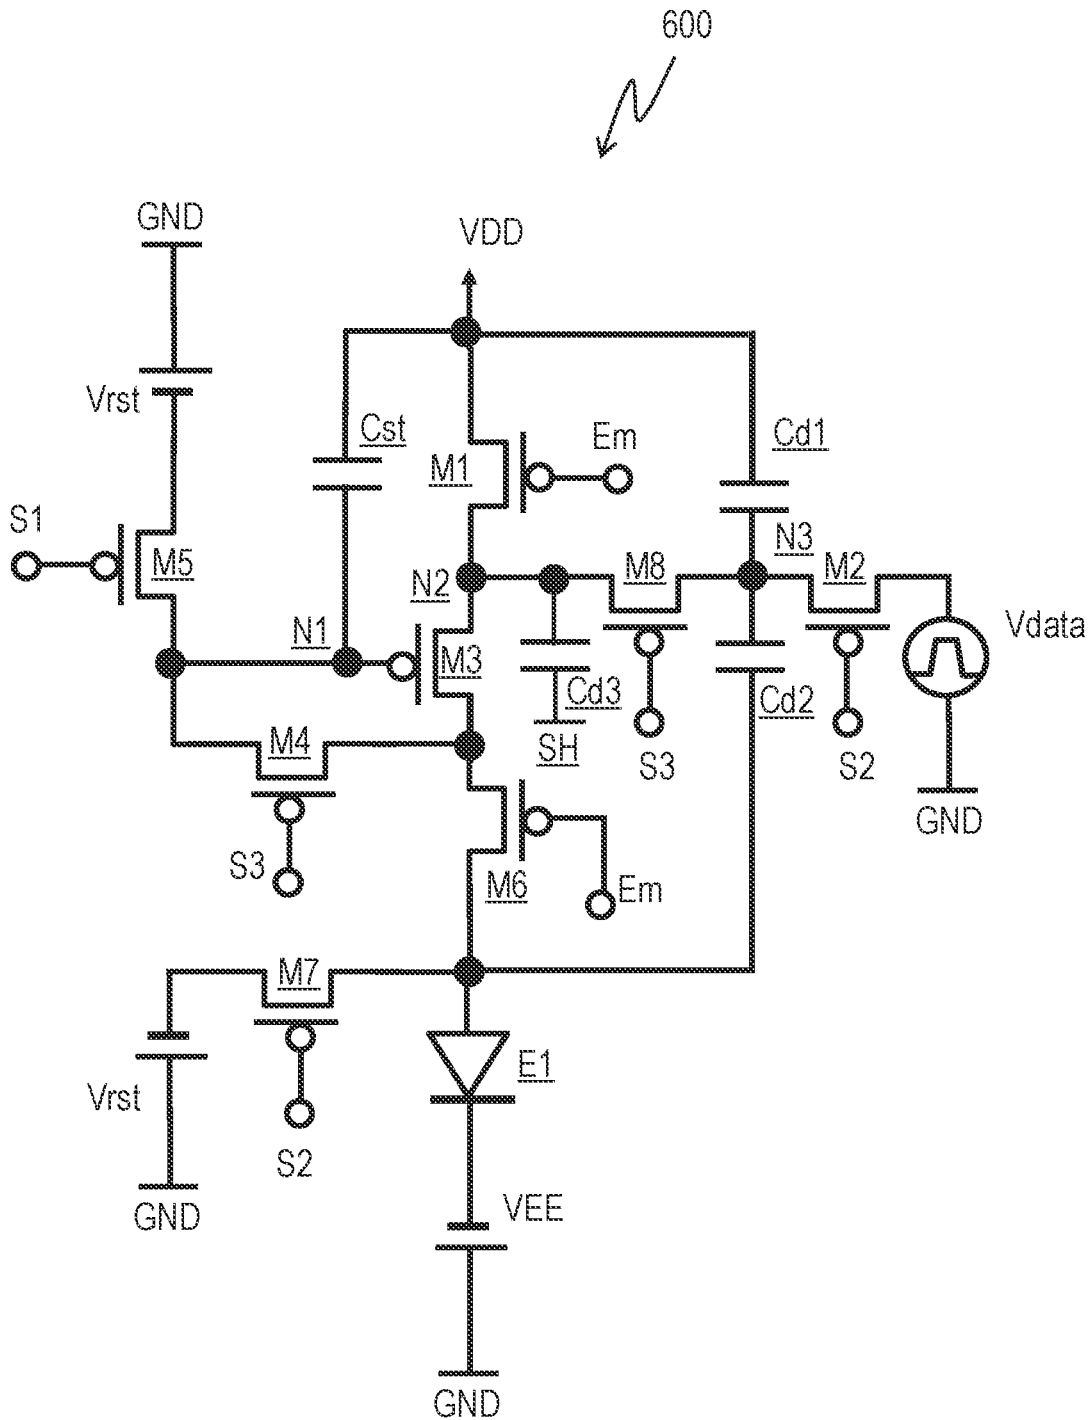 600
GND
VDD
Vrst
Cst
Cd1
M1
Em
S1
M5
N2
M8
N3
M2
N1
M3
Vdata
Cd3
Cd2
M4
SH
S3
S2
GND
S3
M6
Em
M7
E1
Vrst
S2
VEE
GND
GND